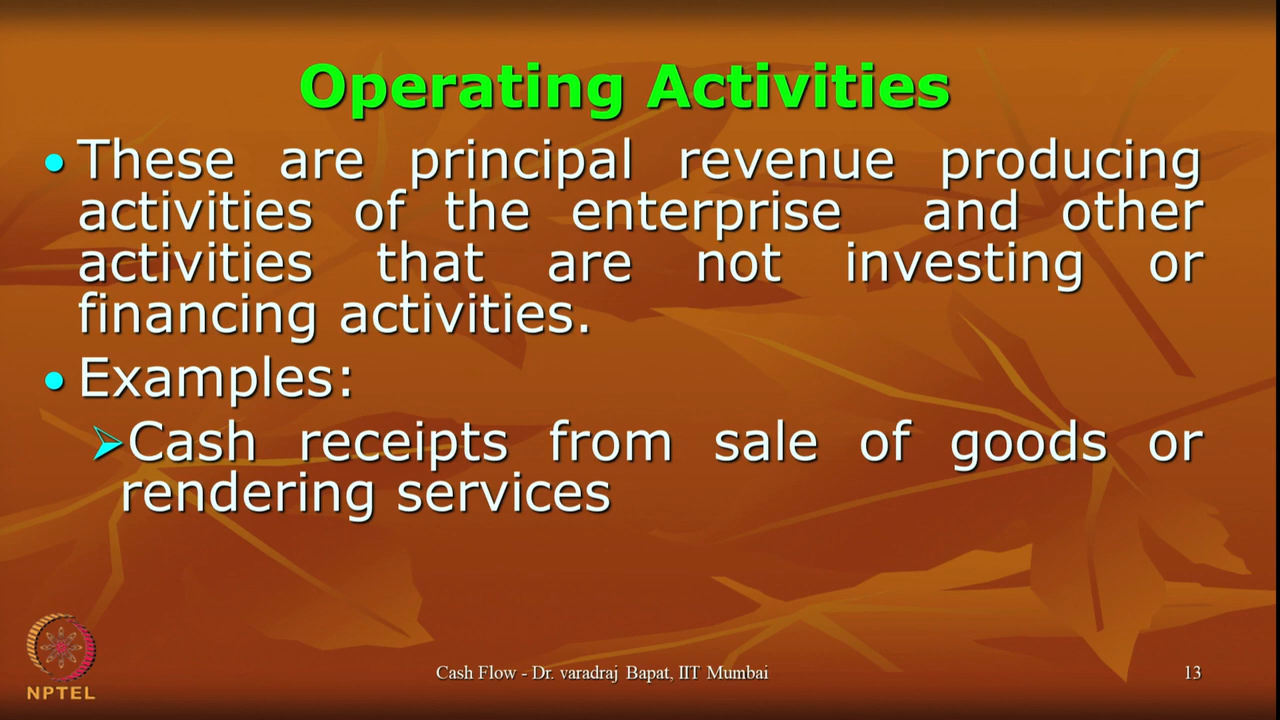 Operating Activities
These are principal revenue producing
activities of the enterprise and other
activities that are not investing or
financing activities.
Examples:
Cash receipts from sale of goods or
rendering services
NPTEL
Cash Flow - Dr. varadraj Bapat, IIT Mumbai
13